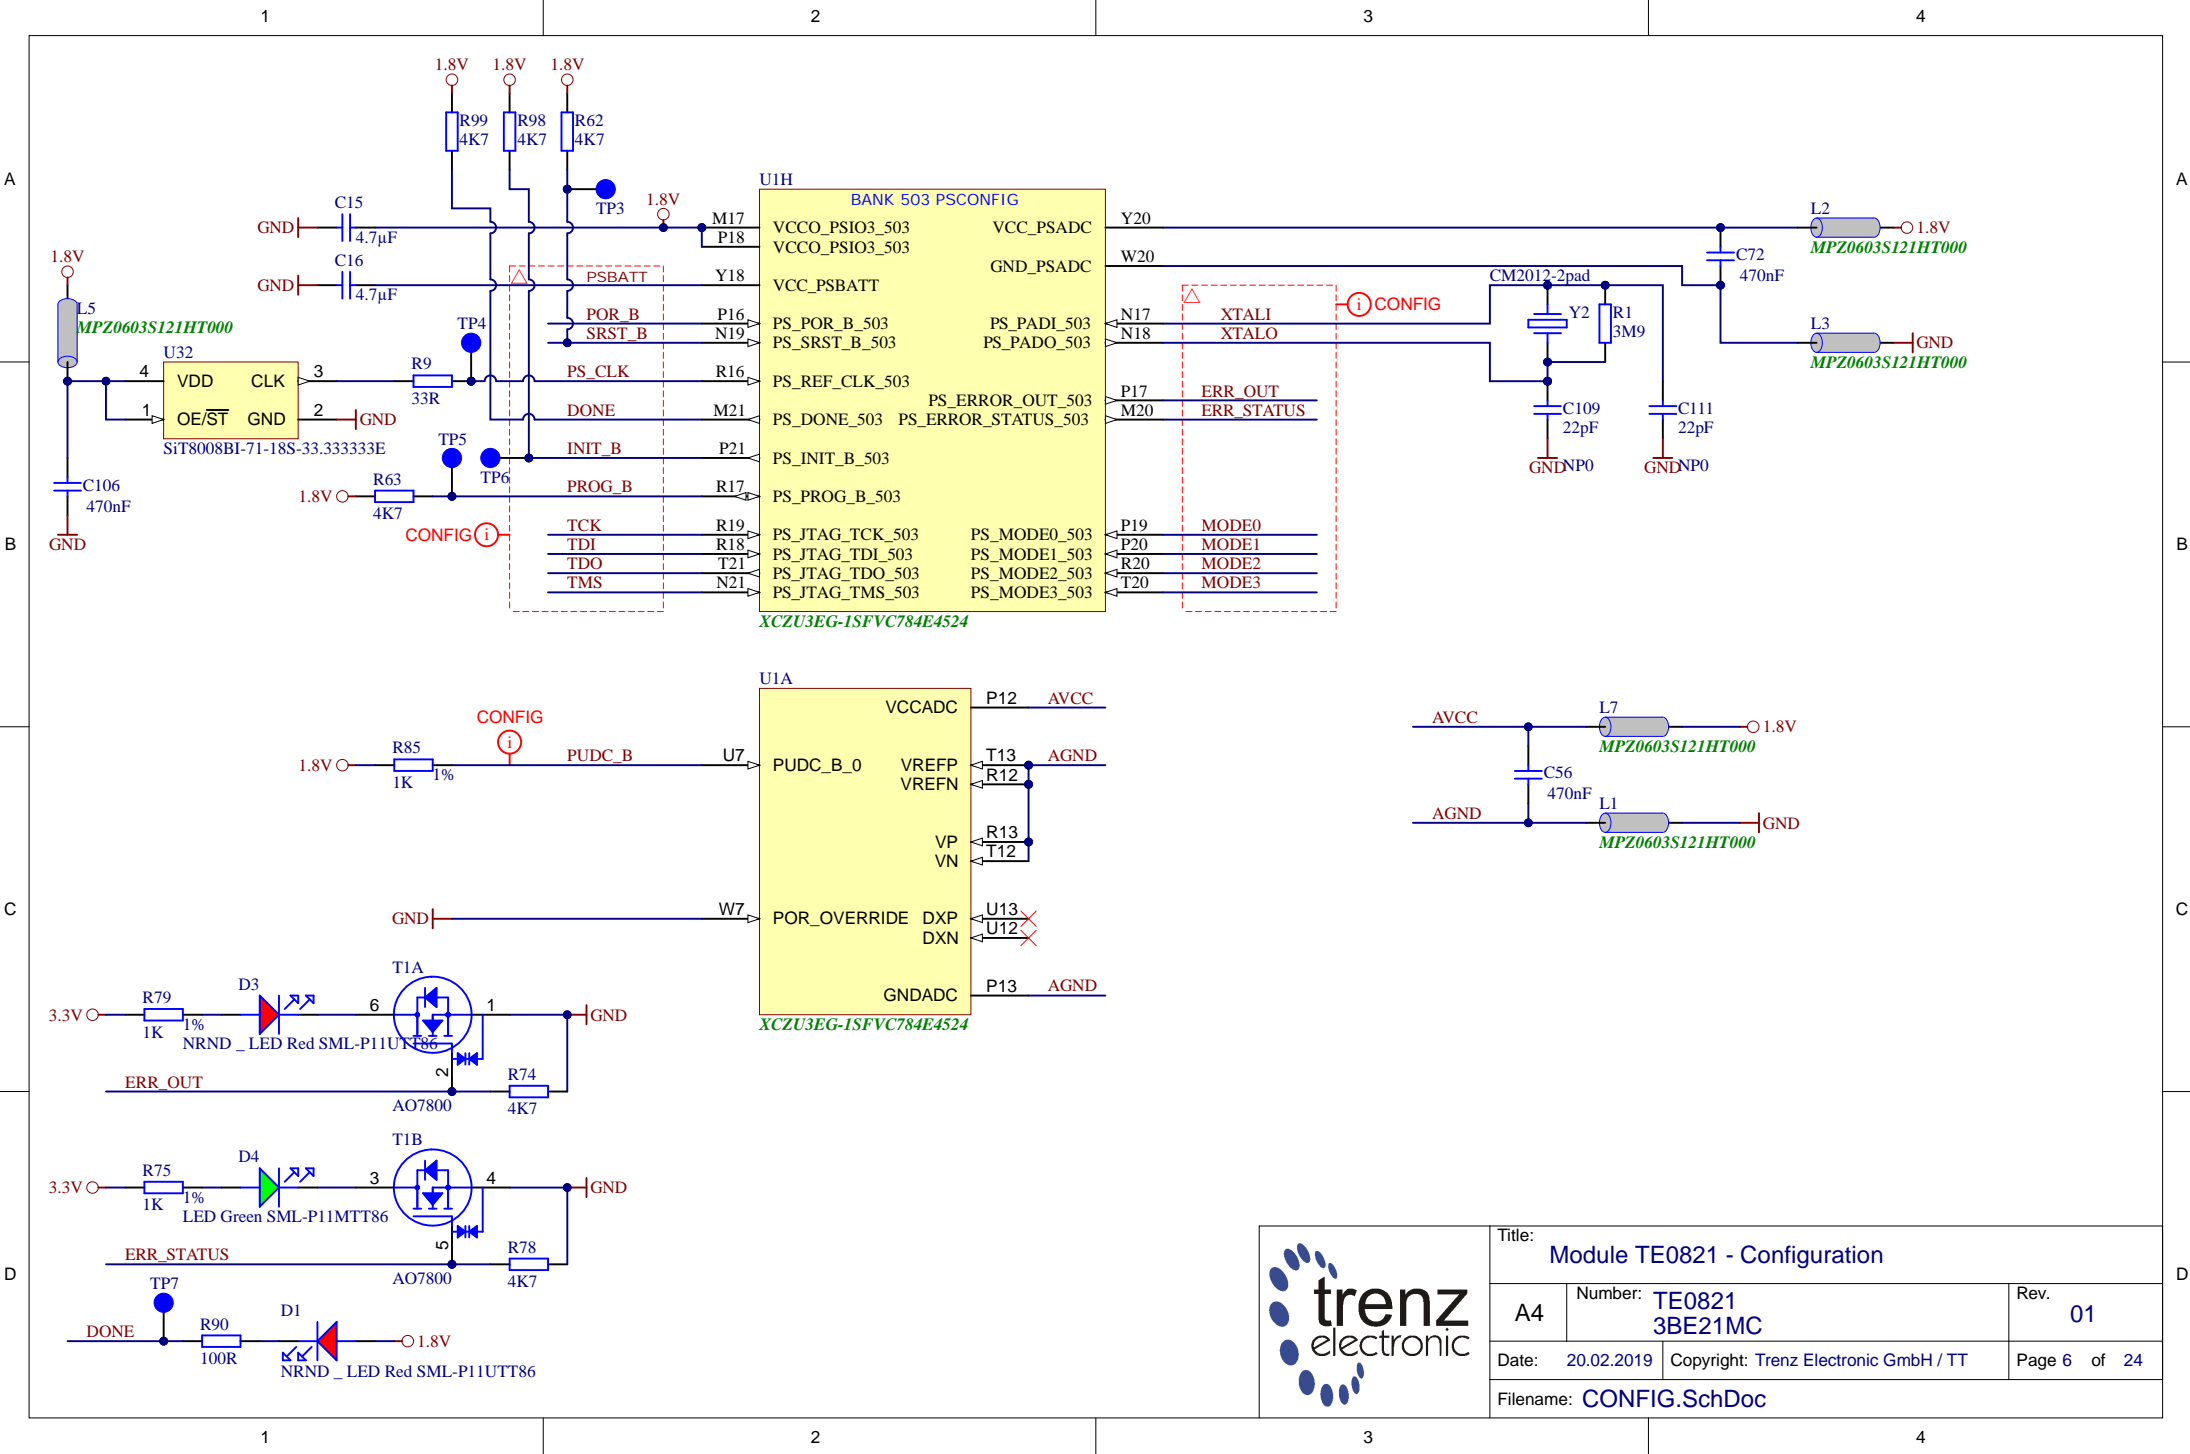 1 2 3 4
A A
B B
C C
D D
1 2 3 4
1.8V 1.8V 1.8V
R99 4K7
R98 4K7
R62 4K7
TP3
C15
GND
4.7µF
1.8V
C16
GND
4.7µF
1.8V
L5
MPZ0603S121HT000
U32
4 VDD CLK 3
1 OE/ST GND 2 GND
SiT8008BI-71-18S-33.333333E
C106
470nF
GND
TP4
R9
33R
TP5
TP6
1.8V R63
4K7
CONFIG
PSBATT
POR_B
SRST_B
PS_CLK
DONE
INIT_B
PROG_B
TCK
TDI
TDO
TMS
U1H
BANK 503 PSCONFIG
M17 VCCO_PSIO3_503 VCC_PSADC Y20
P18 VCCO_PSIO3_503
GND_PSADC W20
Y18 VCC_PSBATT
P16 PS_POR_B_503 PS_PADI_503 N17
N19 PS_SRST_B_503 PS_PADO_503 N18
R16 PS_REF_CLK_503
PS_ERROR_OUT_503 P17
M21 PS_DONE_503 PS_ERROR_STATUS_503 M20
P21 PS_INIT_B_503
R17 PS_PROG_B_503
R19 PS_JTAG_TCK_503 PS_MODE0_503 P19
R18 PS_JTAG_TDI_503 PS_MODE1_503 P20
T21 PS_JTAG_TDO_503 PS_MODE2_503 R20
N21 PS_JTAG_TMS_503 PS_MODE3_503 T20
XCZU3EG-1SFVC784E4524
i CONFIG
XTALI
XTALO
ERR_OUT
ERR_STATUS
MODE0
MODE1
MODE2
MODE3
CM2012-2pad
Y2
R1
3M9
C109
22pF
GND NP0
C111
22pF
GND NP0
L2
1.8V
MPZ0603S121HT000
C72
470nF
L3
GND
MPZ0603S121HT000
U1A
VCCADC P12 AVCC
CONFIG
i
1.8V R85
1K 1%
PUDC_B U7 PUDC_B_0
VREFP T13 AGND
VREFN R12
VP R13
VN T12
GND W7 POR_OVERRIDE DXP U13
DXN U12
GNDADC P13 AGND
XCZU3EG-1SFVC784E4524
AVCC L7 1.8V
MPZ0603S121HT000
C56
470nF
AGND L1 GND
MPZ0603S121HT000
T1A
3.3V R79 D3 6 1 GND
1K 1%
NRND _ LED Red SML-P11UTT86
2
ERR_OUT R74
AO7800 4K7
T1B
3.3V R75 D4 3 4 GND
1K 1%
LED Green SML-P11MTT86
5
ERR_STATUS R78
AO7800 4K7
TP7
DONE R90 D1 1.8V
100R
NRND _ LED Red SML-P11UTT86
trenz
electronic
Title:
Module TE0821 - Configuration
A4 Number: TE0821
3BE21MC
Rev.
01
Date: 20.02.2019 Copyright: Trenz Electronic GmbH / TT Page 6 of 24
Filename: CONFIG.SchDoc